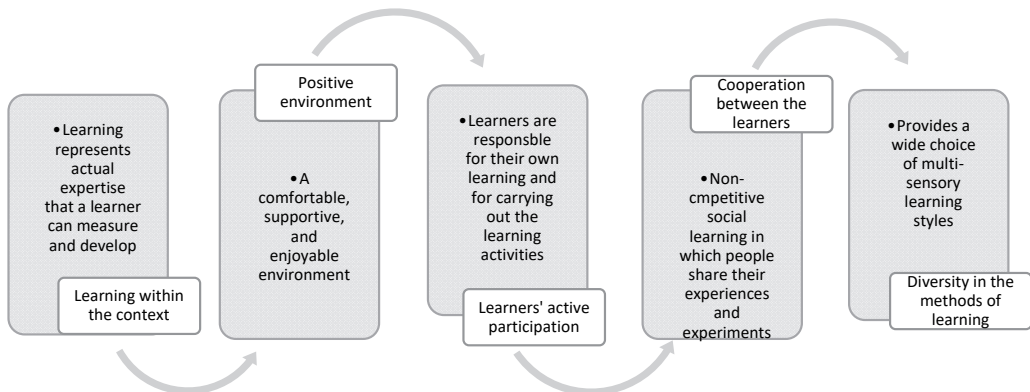 • Learning
represents
actual
expertise
that a learner
can measure
and develop
Learning within
the context
Positive
environment
• A
comfortable,
supportive,
and
enjoyable
environment
• Learners are
responsble
for their own
learning and
for carrying
out the
learning
activities
Learners' active
participation
Cooperation
between the
learners
• Non-
cmpetitive
social
learning in
which people
share their
experiences
and
experiments
• Provides a
wide choice
of multi-
sensory
learning
styles
Diversity in the
methods of
learning